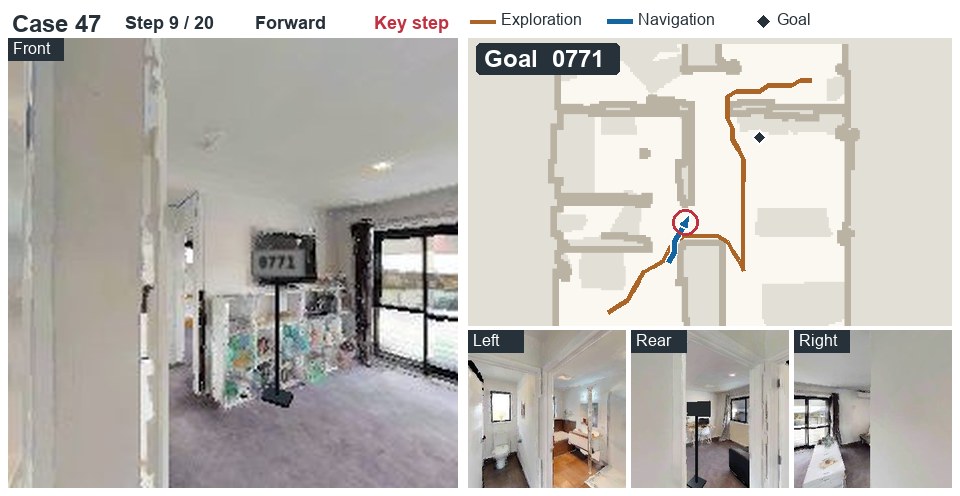 Case 47 Step 9 / 20 Forward Key step
Exploration Navigation Goal
Front
0771
Goal 0771
Left
Rear
Right